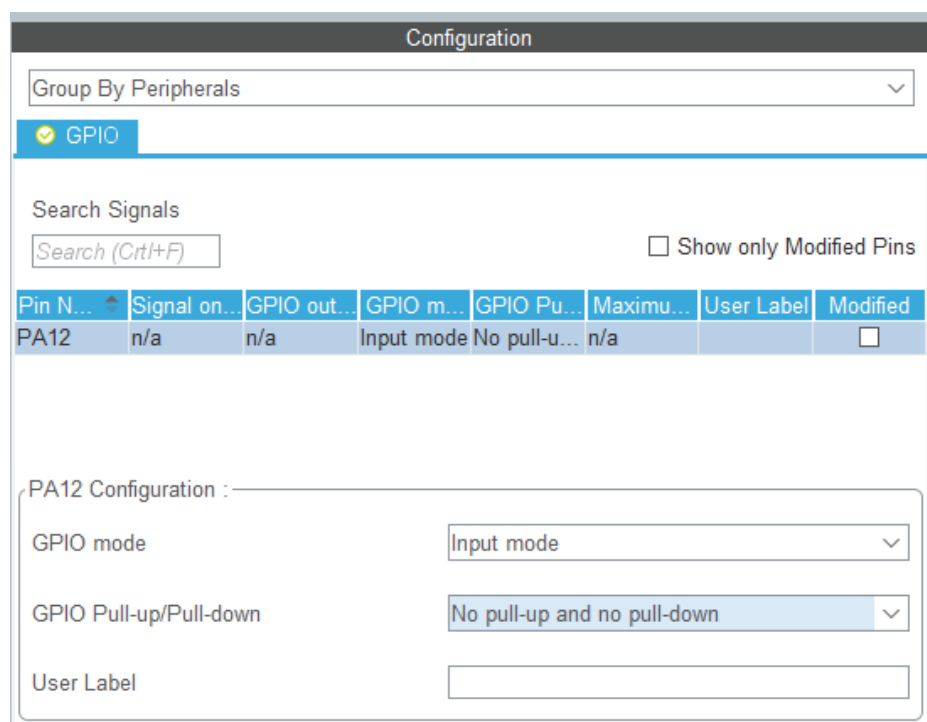 Configuration
Group By Peripherals
GPIO
Search Signals
Search (Crtl+F)
Show only Modified Pins
Pin N... Signal on... GPIO out... GPIO m... GPIO Pu... Maximu... User Label Modified
PA12 n/a n/a Input mode No pull-u... n/a
PA12 Configuration :
GPIO mode Input mode
GPIO Pull-up/Pull-down No pull-up and no pull-down
User Label